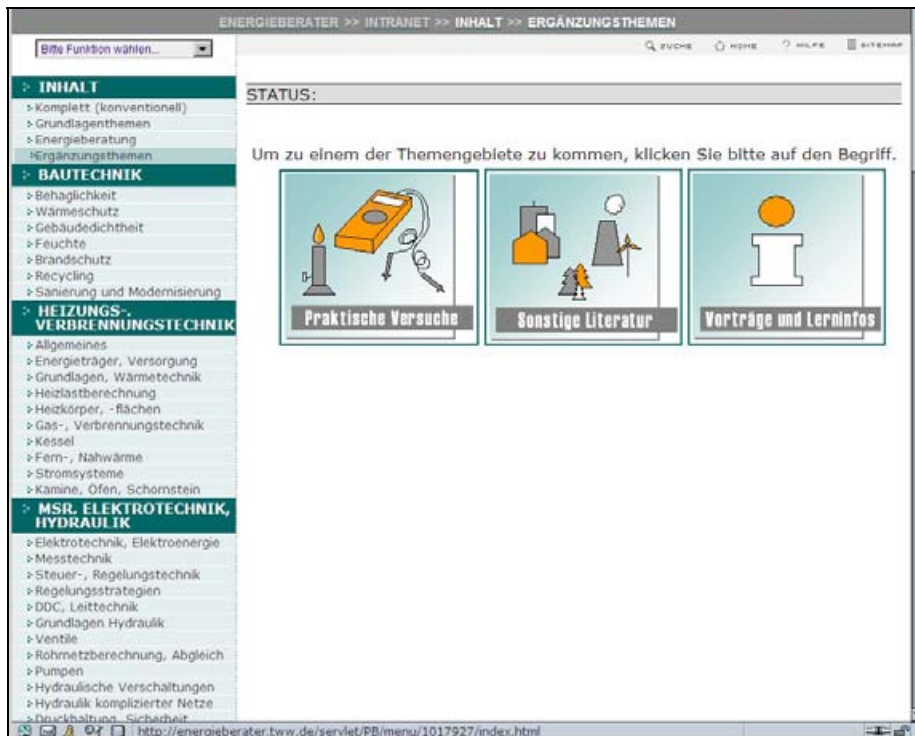 ENERGIEBERATER >> INTRANET >> INHALT >> ERGÄNZUNGSTHEMEN
Bitte Funktion wählen...
SUCHE HOME ? HILFE SITEMAP
INHALT
Komplett (konventionell)
Grundlagenthemen
Energieberatung
Ergänzungsthemen
BAUTECHNIK
Behaglichkeit
Wärmeschutz
Gebäudedichtheit
Feuchte
Brandschutz
Recycling
Sanierung und Modernisierung
HEIZUNGS-,
VERBRENNUNGSTECHNIK
Allgemeines
Energieträger, Versorgung
Grundlagen, Wärmetechnik
Heizlastberechnung
Heizkörper, -flächen
Gas-, Verbrennungstechnik
Kessel
Fern-, Nahwärme
Stromsysteme
Kamine, Öfen, Schornstein
MSR, ELEKTROTECHNIK,
HYDRAULIK
Elektrotechnik, Elektroenergie
Messtechnik
Steuer-, Regelungstechnik
Regelungsstrategien
DDC, Leittechnik
Grundlagen Hydraulik
Ventile
Rohrnetzberechnung, Abgleich
Pumpen
Hydraulische Verschaltungen
Hydraulik komplizierter Netze
Druckhaltung, Sicherheit
STATUS:
Um zu einem der Themengebiete zu kommen, klicken Sie bitte auf den Begriff.
Praktische Versuche
Sonstige Literatur
Vorträge und Lerninfos
http://energieberater.tww.de/servlet/PB/menu/1017927/index.html